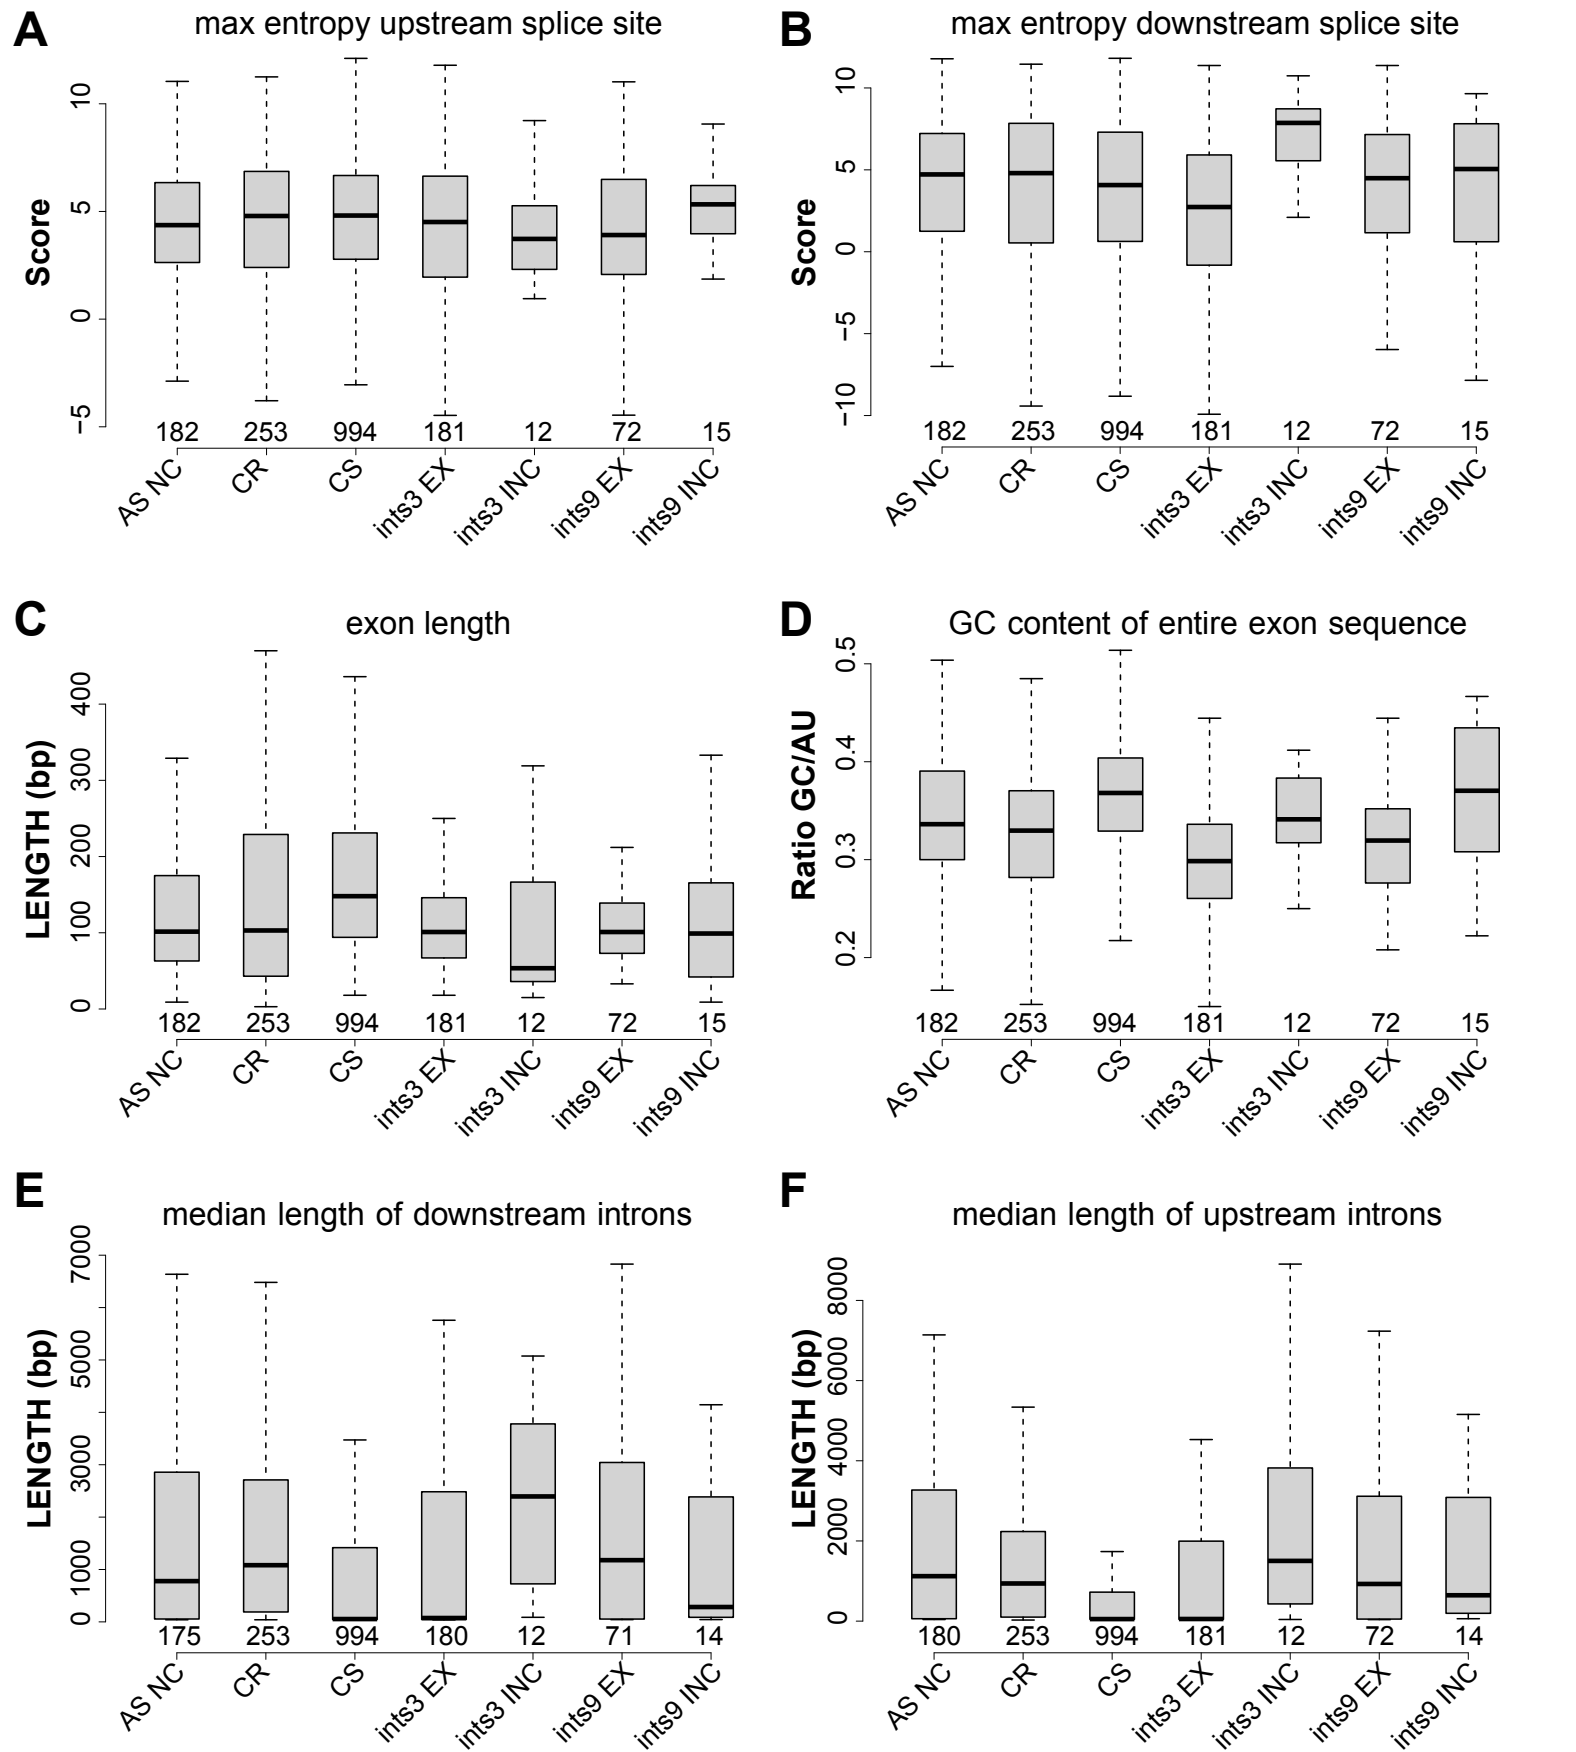 A
max entropy upstream splice site
Score
10
5
0
−5
182 253 994 181 12 72 15
AS NC CR CS ints3 EX ints3 INC ints9 EX ints9 INC
B
max entropy downstream splice site
Score
10
5
0
−5
−10
182 253 994 181 12 72 15
AS NC CR CS ints3 EX ints3 INC ints9 EX ints9 INC
C
exon length
LENGTH (bp)
400
300
200
100
0
182 253 994 181 12 72 15
AS NC CR CS ints3 EX ints3 INC ints9 EX ints9 INC
D
GC content of entire exon sequence
Ratio GC/AU
0.5
0.4
0.3
0.2
182 253 994 181 12 72 15
AS NC CR CS ints3 EX ints3 INC ints9 EX ints9 INC
E
median length of downstream introns
LENGTH (bp)
7000
5000
3000
1000
0
175 253 994 180 12 71 14
AS NC CR CS ints3 EX ints3 INC ints9 EX ints9 INC
F
median length of upstream introns
LENGTH (bp)
8000
6000
4000
2000
0
180 253 994 181 12 72 14
AS NC CR CS ints3 EX ints3 INC ints9 EX ints9 INC